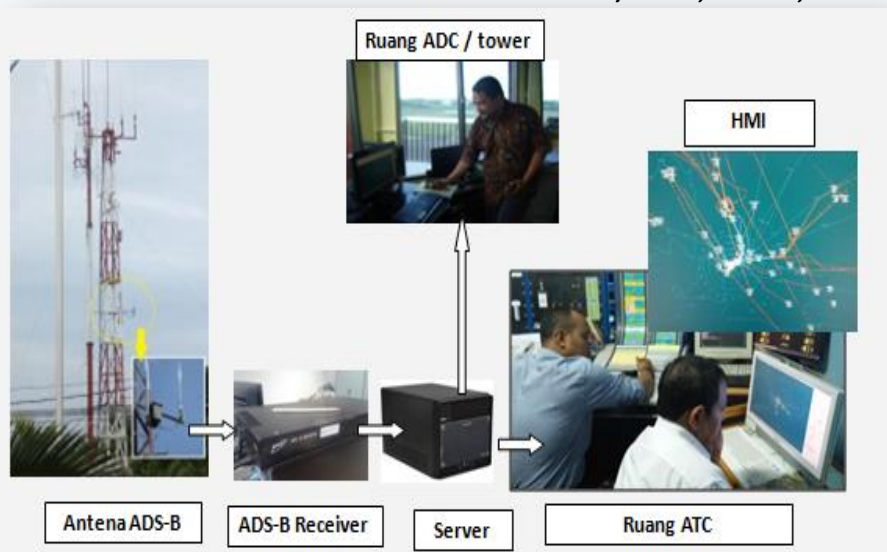 Ruang ADC / tower
HMI
Antena ADS-B
ADS-B Receiver
Server
Ruang ATC